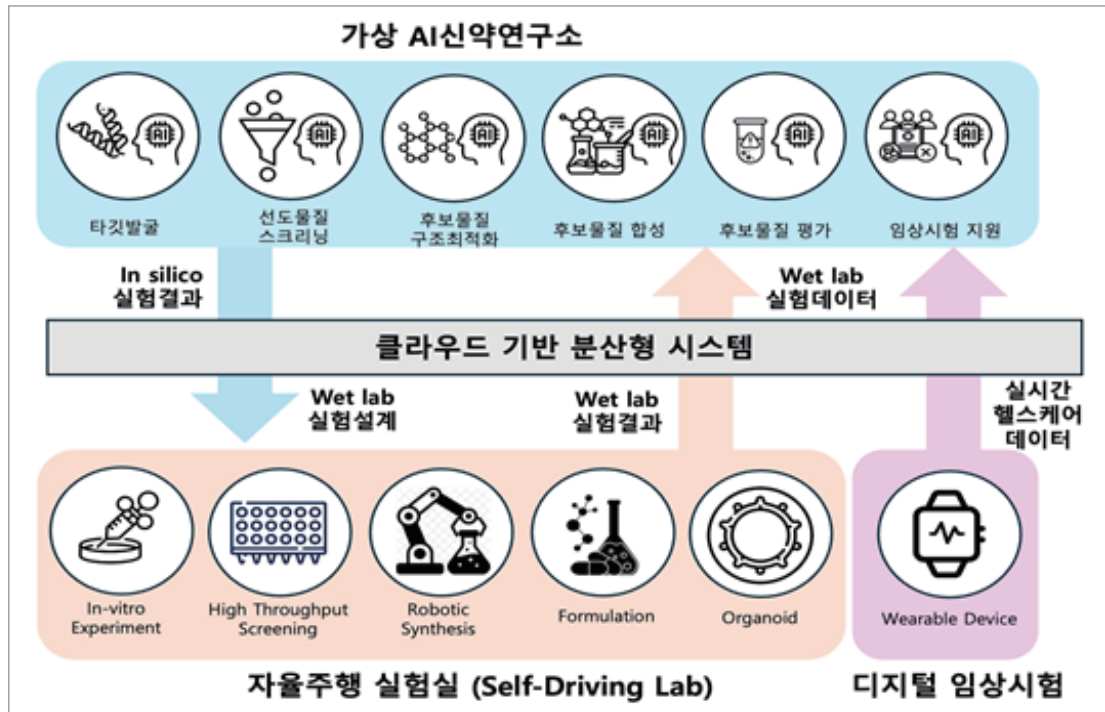 가상 AI신약연구소
AI
AI
AI
AI
AI
AI
타깃발굴
선도물질
스크리닝
후보물질
구조최적화
후보물질 합성
후보물질 평가
임상시험 지원
In silico
실험결과
Wet lab
실험데이터
클라우드 기반 분산형 시스템
Wet lab
실험설계
Wet lab
실험결과
실시간
헬스케어
데이터
In-vitro
Experiment
High Throughput
Screening
Robotic
Synthesis
Formulation
Organoid
Wearable Device
자율주행 실험실 (Self-Driving Lab)
디지털 임상시험